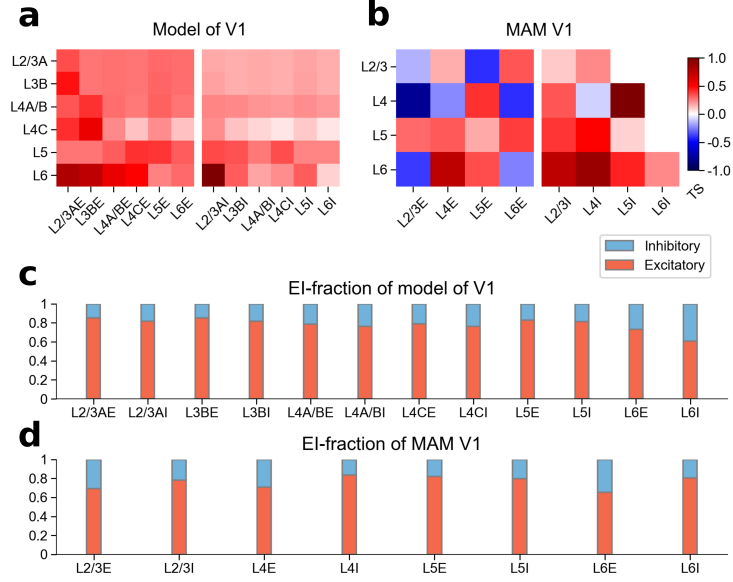 a
Model of V1
L2/3A
L3B
L4A/B
L4C
L5
L6
L2/3AE
L3BE
L4A/BE
L4CE
L5E
L6E
L2/3AI
L3BI
L4A/BI
L4CI
L5I
L6I
b
MAM V1
L2/3
L4
L5
L6
L2/3E
L4E
L5E
L6E
L2/3I
L4I
L5I
L6I
1.0
0.5
0.0
-0.5
-1.0
TS
Inhibitory
Excitatory
c
EI-fraction of model of V1
1
0.8
0.6
0.4
0.2
0
L2/3AE L2/3AI L3BE L3BI L4A/BE L4A/BI L4CE L4CI L5E L5I L6E L6I
d
EI-fraction of MAM V1
1
0.8
0.6
0.4
0.2
0
L2/3E L2/3I L4E L4I L5E L5I L6E L6I